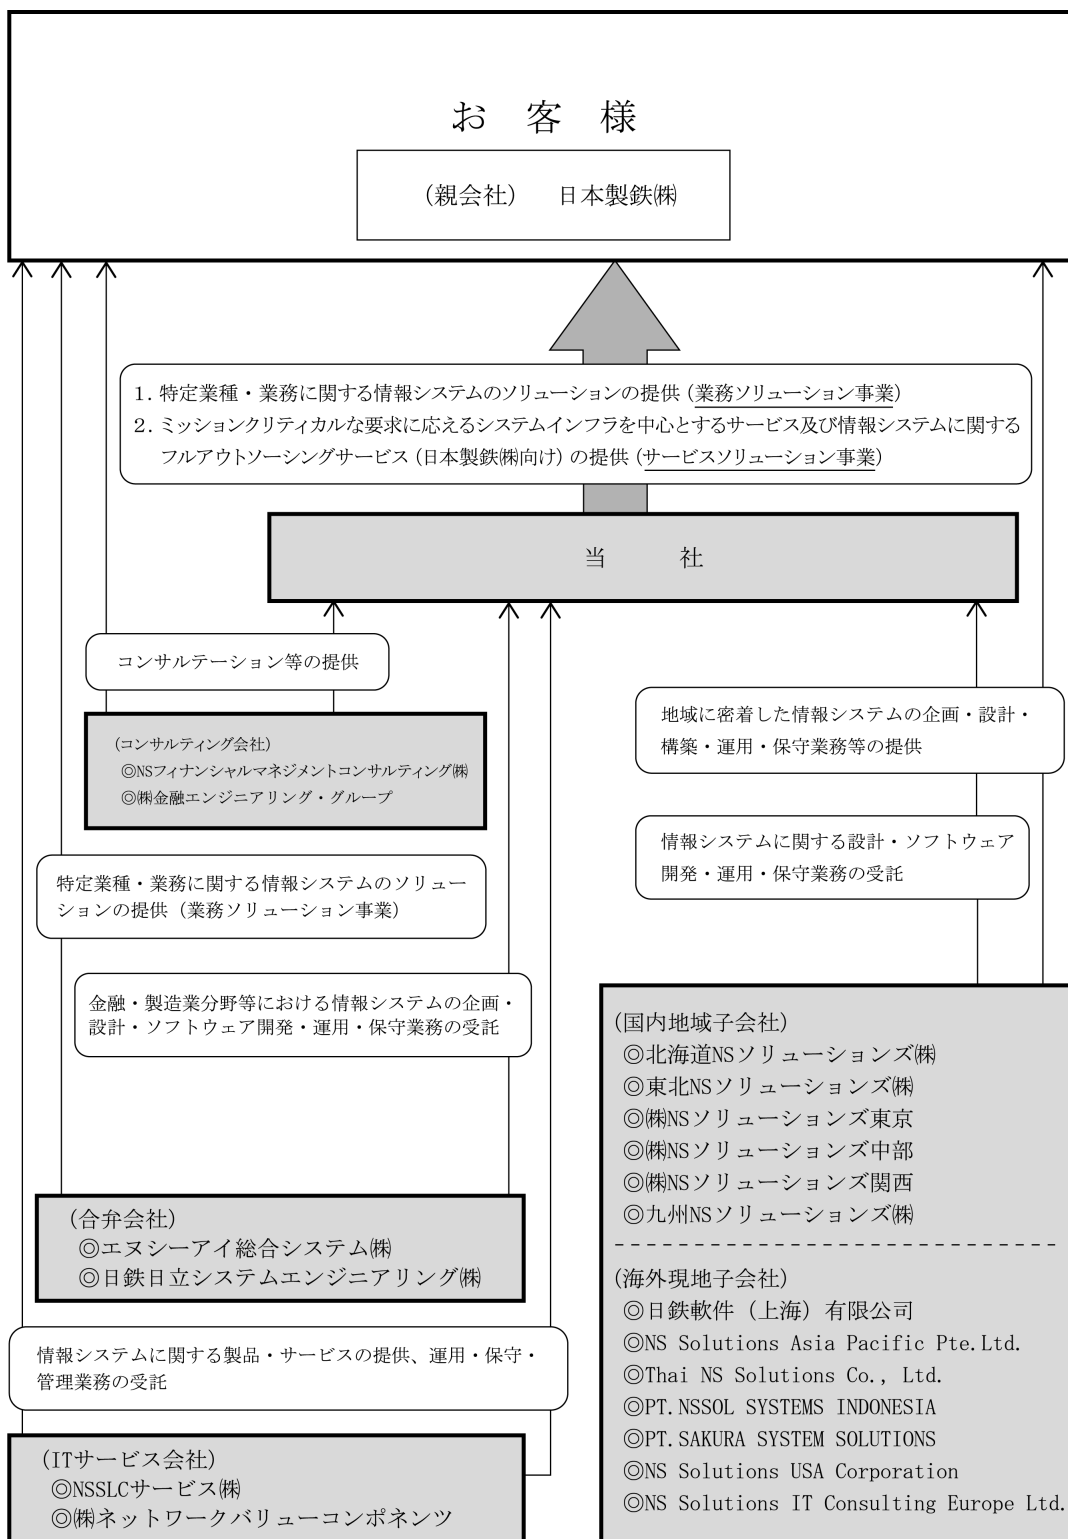 お 客 様
(親会社) 日本製鉄㈱
1. 特定業種・業務に関する情報システムのソリューションの提供 (業務ソリューション事業)
2. ミッションクリティカルな要求に応えるシステムインフラを中心とするサービス及び情報システムに関する
フルアウトソーシングサービス (日本製鉄㈱向け) の提供 (サービスソリューション事業)
当 社
コンサルテーション等の提供
(コンサルティング会社)
◎NSフィナンシャルマネジメントコンサルティング㈱
◎㈱金融エンジニアリング・グループ
地域に密着した情報システムの企画・設計・
構築・運用・保守業務等の提供
情報システムに関する設計・ソフトウェア
開発・運用・保守業務の受託
特定業種・業務に関する情報システムのソリュー
ションの提供 (業務ソリューション事業)
金融・製造業分野等における情報システムの企画・
設計・ソフトウェア開発・運用・保守業務の受託
(合弁会社)
◎エヌシーアイ総合システム㈱
◎日鉄日立システムエンジニアリング㈱
情報システムに関する製品・サービスの提供、運用・保守・
管理業務の受託
(ITサービス会社)
◎NSSLCサービス㈱
◎㈱ネットワークバリューコンポネンツ
(国内地域子会社)
◎北海道NSソリューションズ㈱
◎東北NSソリューションズ㈱
◎㈱NSソリューションズ東京
◎㈱NSソリューションズ中部
◎㈱NSソリューションズ関西
◎九州NSソリューションズ㈱
(海外現地子会社)
◎日鉄軟件（上海）有限公司
◎NS Solutions Asia Pacific Pte.Ltd.
◎Thai NS Solutions Co., Ltd.
◎PT.NSSOL SYSTEMS INDONESIA
◎PT.SAKURA SYSTEM SOLUTIONS
◎NS Solutions USA Corporation
◎NS Solutions IT Consulting Europe Ltd.